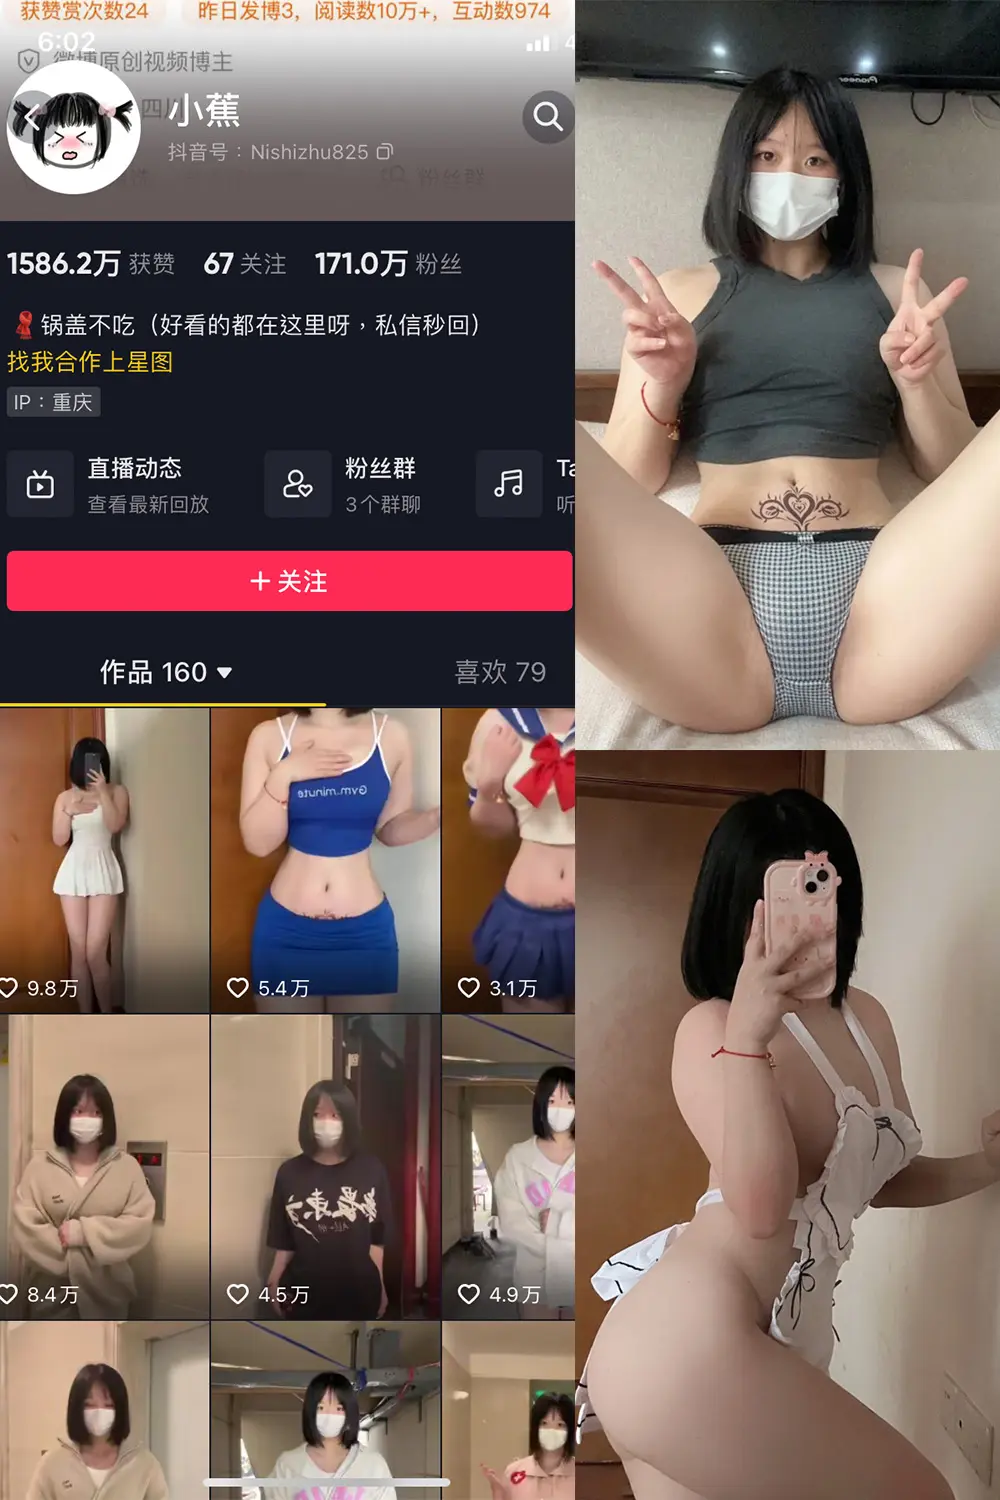 获赞赏次数24 昨日发博3，阅读数10万+，互动数974
6:02
微博原创视频博主
四川
小蕉
抖音号：Nishizhu825
粉丝群
1586.2万 获赞 67 关注 171.0万 粉丝
锅盖不吃（好看的都在这里呀，私信秒回）
找我合作上星图
IP：重庆
直播动态
查看最新回放
粉丝群
3个群聊
Ta
听
+ 关注
作品 160
喜欢 79
Gym.minute
9.8万
5.4万
3.1万
8.4万
4.5万
4.9万
Pioneer